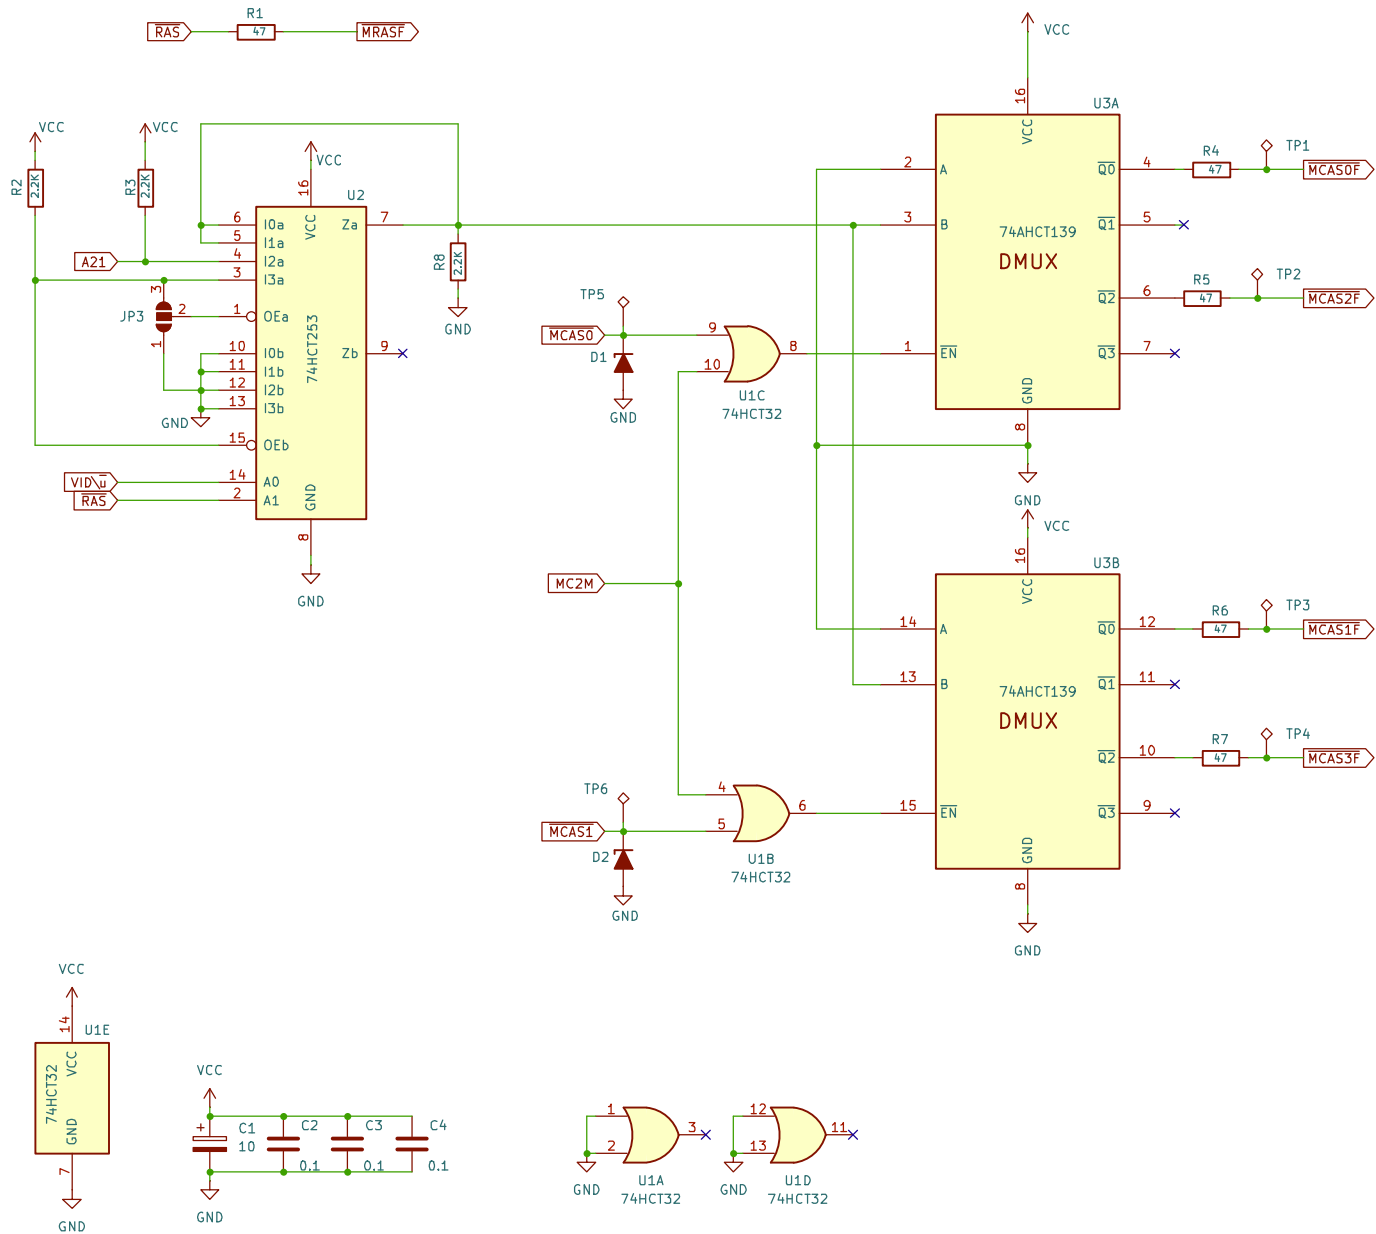 R1
RAS 47 MRASF
VCC VCC
R2 2.2K
R3 2.2K
VCC
16
U2
6 I0a VCC Za 7
5 I1a
A21 4 I2a
3 I3a
R8 2.2K
GND
3
JP3 2 1 OEa
1
74HCT253
10 I0b Zb 9
11 I1b
12 I2b
13 I3b
GND
15 OEb
VID\u 14 A0
RAS 2 A1
GND
8
GND
TP5
MCAS0 9
D1
10
8
GND
U1C
74HCT32
MC2M
TP6
4
MCAS1 5
6
D2
GND
U1B
74HCT32
VCC
16
U3A
VCC
2 A Q0 4 R4 47 TP1 MCAS0F
3 B Q1 5
74AHCT139
DMUX
Q2 6 R5 47 TP2 MCAS2F
1 EN Q3 7
GND
8
GND
VCC
16
U3B
VCC
14 A Q0 12 R6 47 TP3 MCAS1F
13 B Q1 11
74AHCT139
DMUX
Q2 10 R7 47 TP4 MCAS3F
15 EN Q3 9
GND
8
GND
VCC
14
U1E
VCC
74HCT32
GND
7
GND
VCC
+ C1 C2 C3 C4
10 0.1 0.1 0.1
GND
1 3
2
GND
U1A
74HCT32
12 11
13
GND
U1D
74HCT32